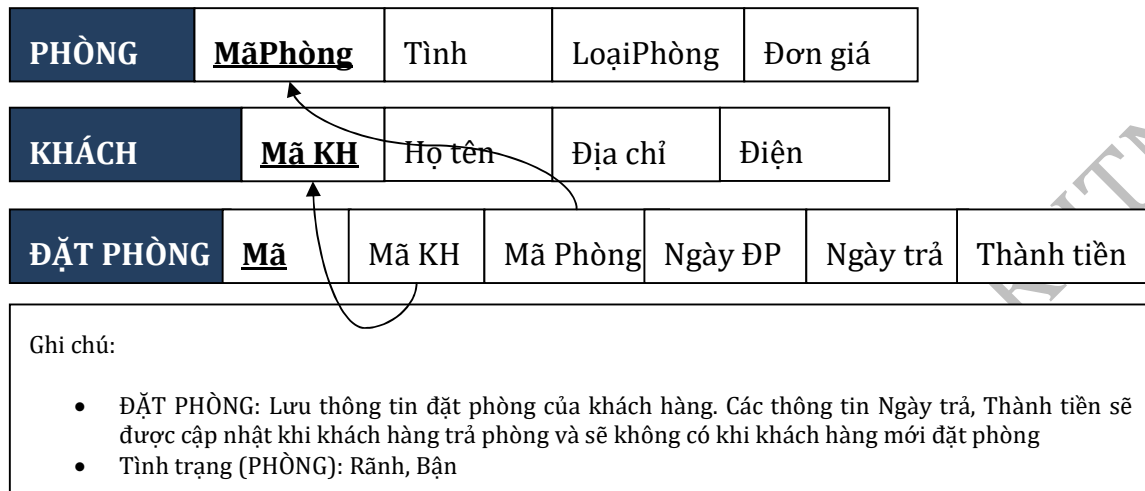 PHÒNG MãPhòng Tình LoạiPhòng Đơn giá
KHÁCH Mã KH Họ tên Địa chỉ Điện
ĐẶT PHÒNG Mã Mã KH Mã Phòng Ngày ĐP Ngày trả Thành tiền
Ghi chú:
• ĐẶT PHÒNG: Lưu thông tin đặt phòng của khách hàng. Các thông tin Ngày trả, Thành tiền sẽ
được cập nhật khi khách hàng trả phòng và sẽ không có khi khách hàng mới đặt phòng
• Tình trạng (PHÒNG): Rãnh, Bận